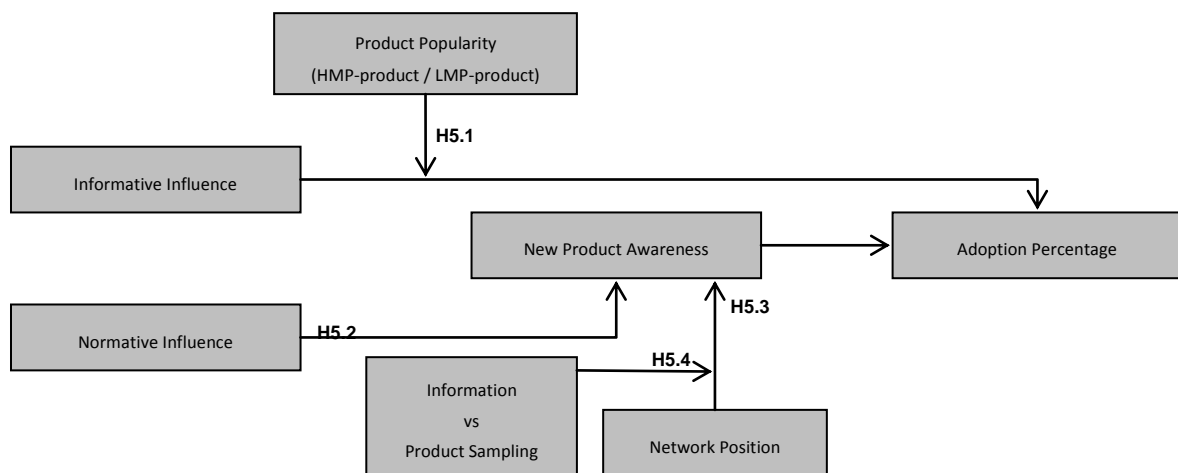 Product Popularity
(HMP-product / LMP-product)
H5.1
Informative Influence
New Product Awareness
Adoption Percentage
H5.3
Normative Influence
H5.2
H5.4
Information
vs
Product Sampling
Network Position